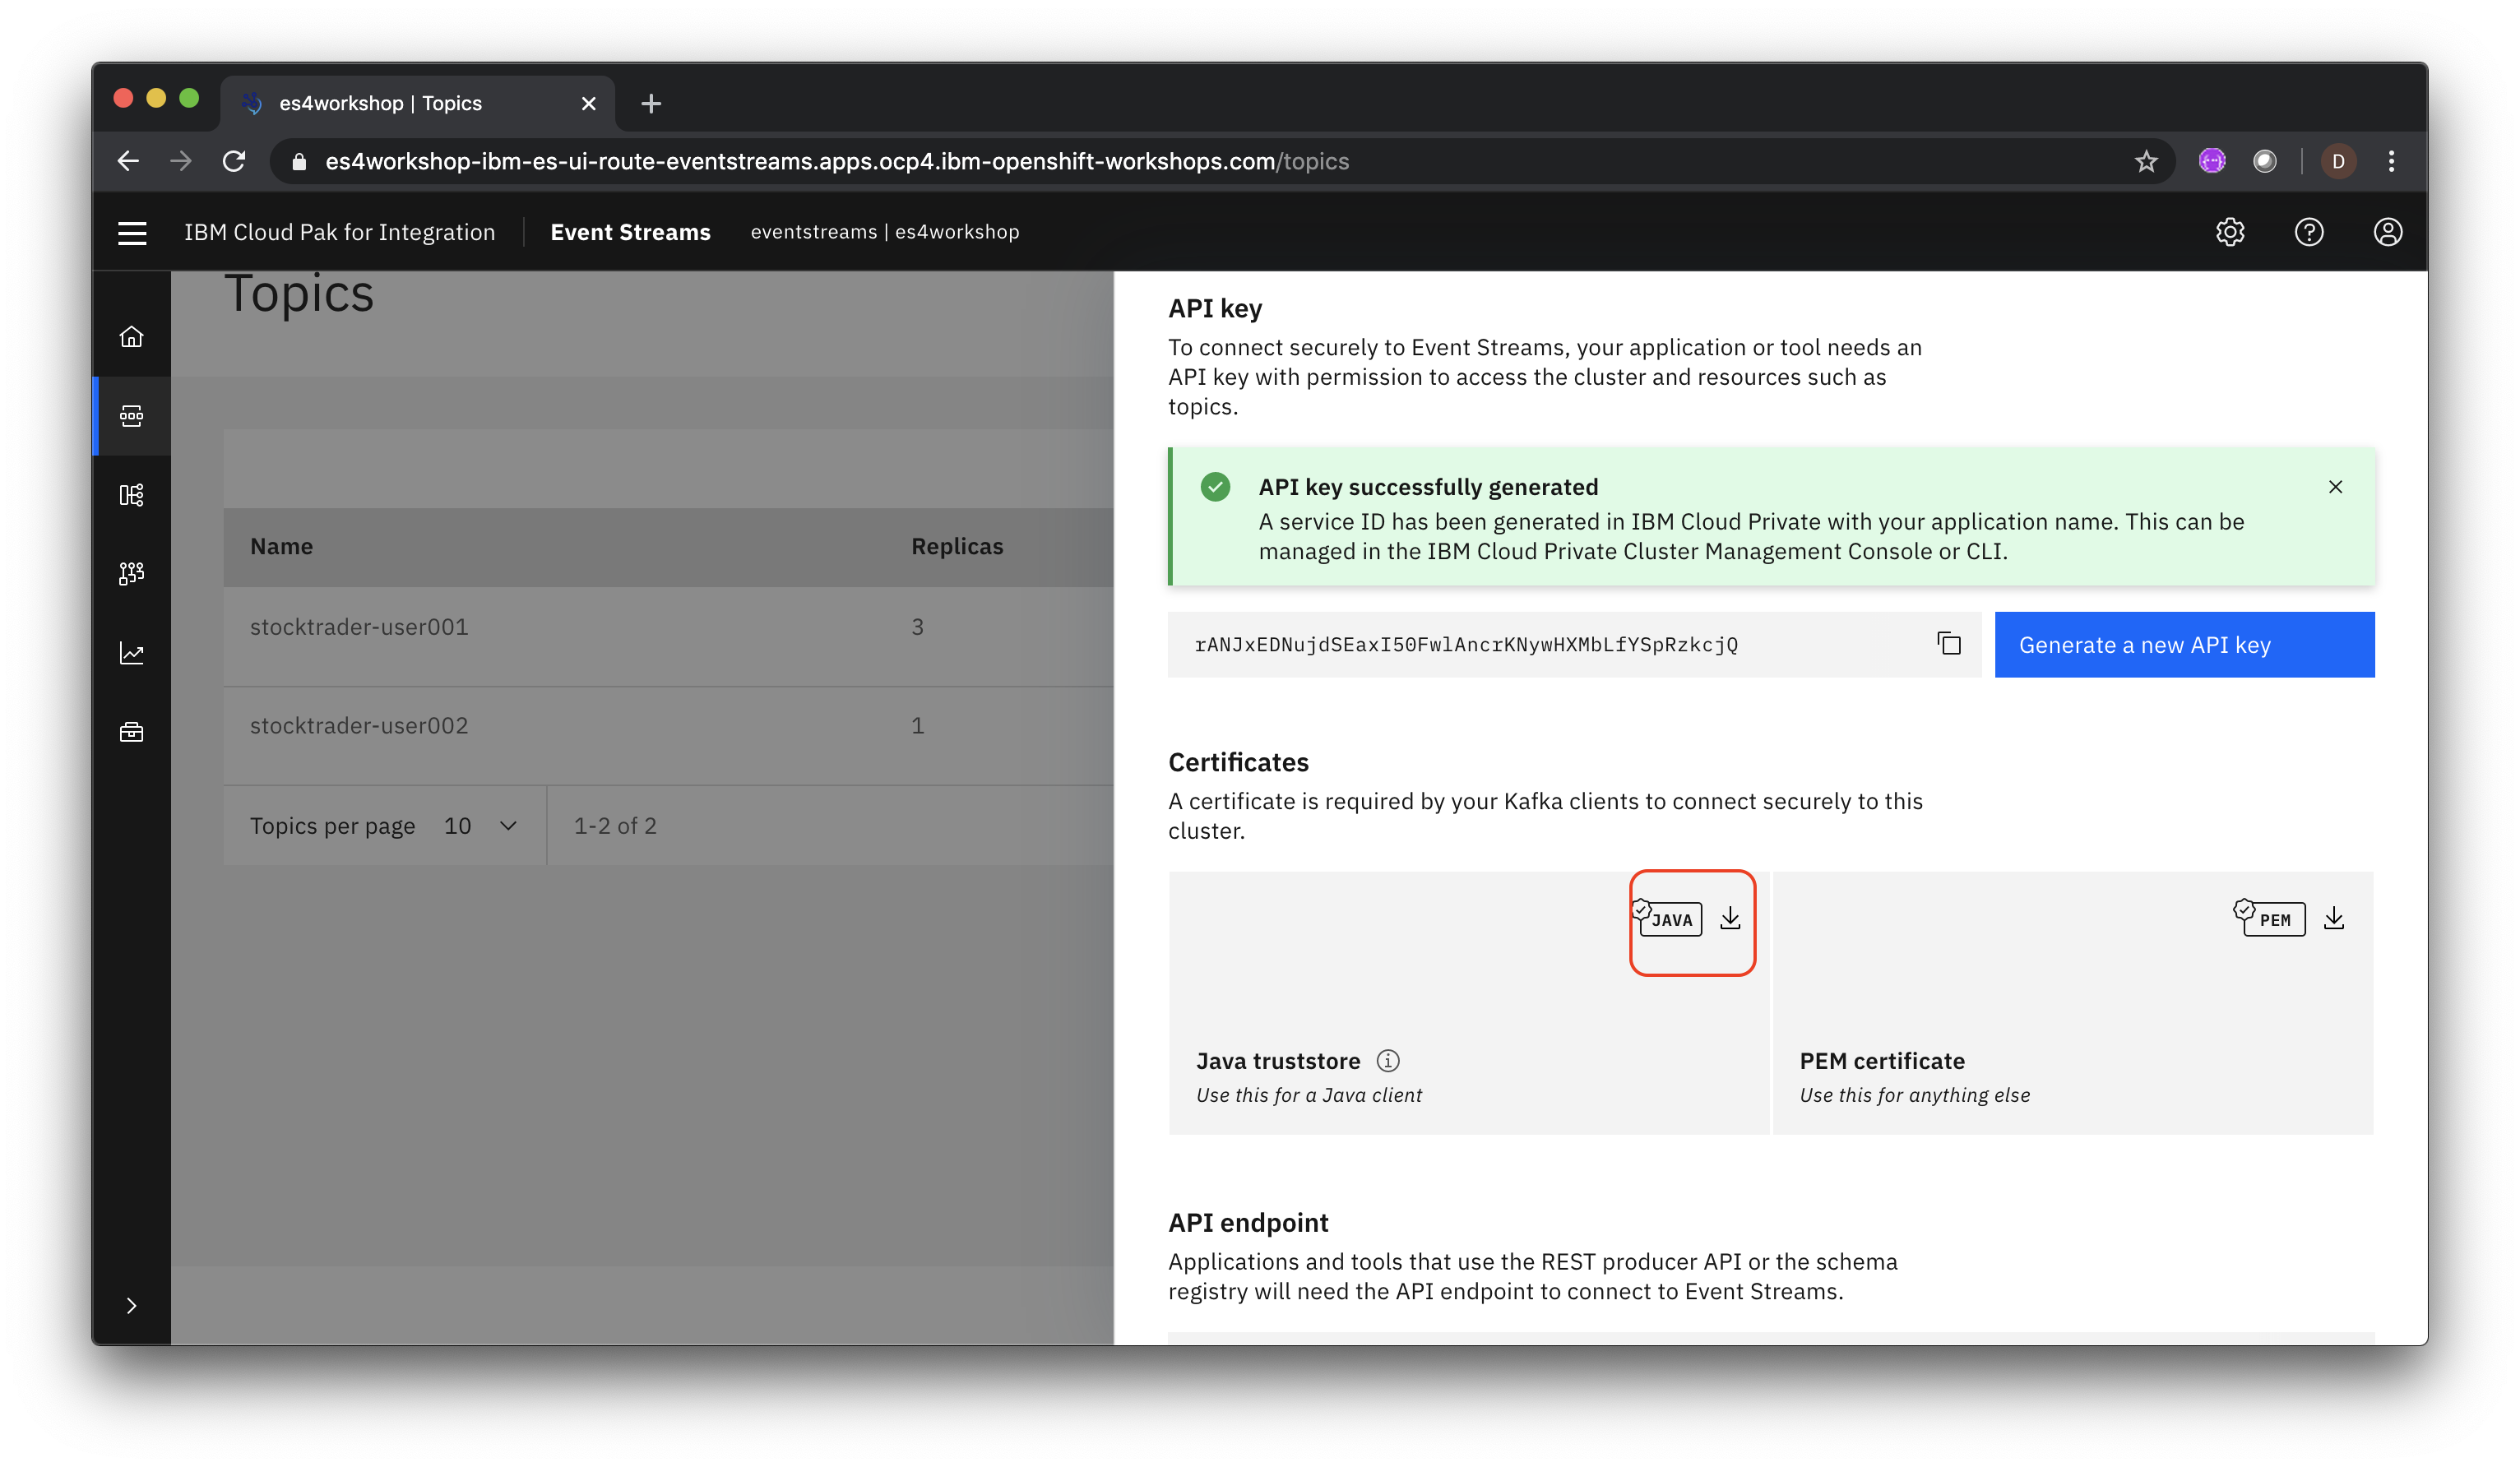 es4workshop | Topics
es4workshop-ibm-es-ui-route-eventstreams.apps.ocp4.ibm-openshift-workshops.com/topics
D
IBM Cloud Pak for Integration
Event Streams
eventstreams | es4workshop
Topics
Name
Replicas
stocktrader-user001
3
stocktrader-user002
1
Topics per page
10
1-2 of 2
API key
To connect securely to Event Streams, your application or tool needs an
API key with permission to access the cluster and resources such as
topics.
API key successfully generated
A service ID has been generated in IBM Cloud Private with your application name. This can be
managed in the IBM Cloud Private Cluster Management Console or CLI.
rANJxEDNujdSEaxI50FwlAncrKNywHXMbLfYSpRzkcjQ
Generate a new API key
Certificates
A certificate is required by your Kafka clients to connect securely to this
cluster.
JAVA
Java truststore
Use this for a Java client
PEM
PEM certificate
Use this for anything else
API endpoint
Applications and tools that use the REST producer API or the schema
registry will need the API endpoint to connect to Event Streams.